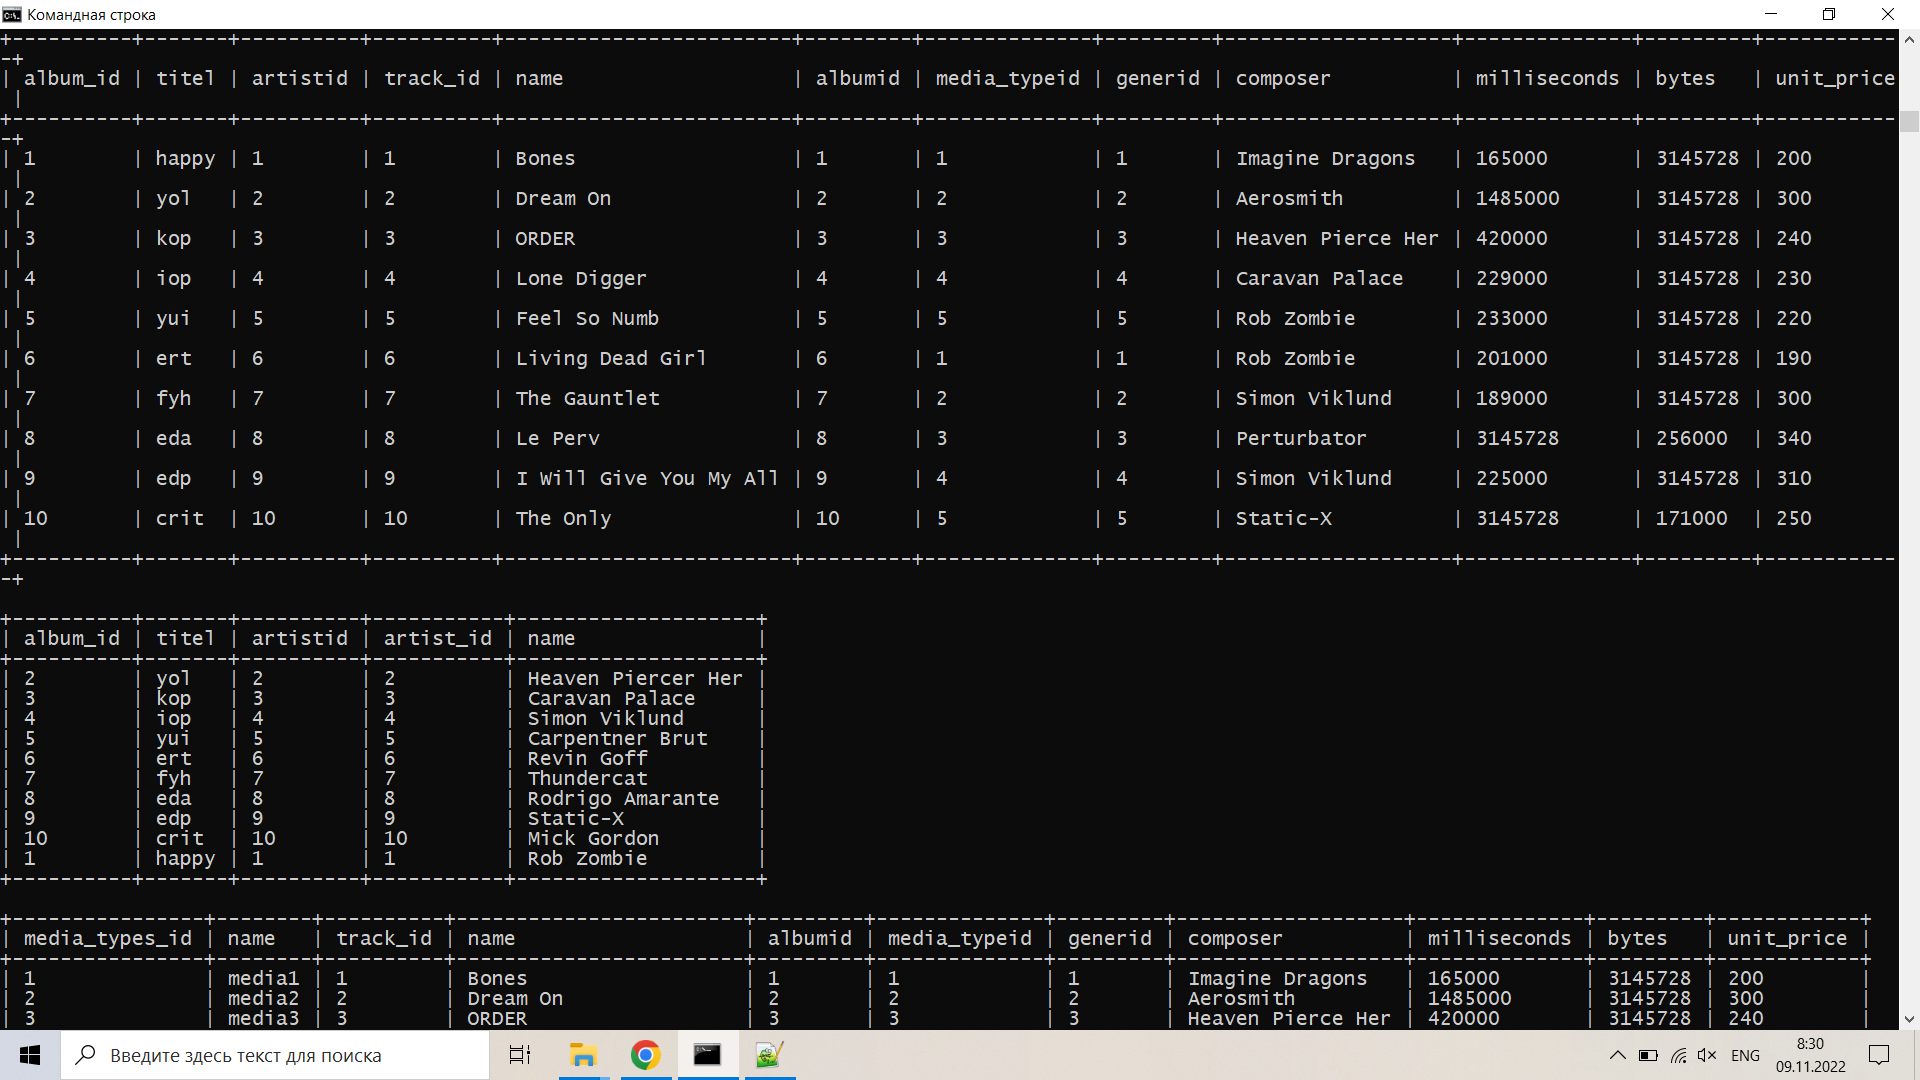 Командная строка
+----------+-------+----------+----------+------------------------+---------+--------------+---------+-------------------+--------------+---------+-----------
-+
| album_id | titel | artistid | track_id | name                   | albumid | media_typeid | generid | composer          | milliseconds | bytes   | unit_price
 |
+----------+-------+----------+----------+------------------------+---------+--------------+---------+-------------------+--------------+---------+-----------
-+
| 1        | happy | 1        | 1        | Bones                  | 1       | 1            | 1       | Imagine Dragons   | 165000       | 3145728 | 200
 |
| 2        | yol   | 2        | 2        | Dream On               | 2       | 2            | 2       | Aerosmith         | 1485000      | 3145728 | 300
 |
| 3        | kop   | 3        | 3        | ORDER                  | 3       | 3            | 3       | Heaven Pierce Her | 420000       | 3145728 | 240
 |
| 4        | iop   | 4        | 4        | Lone Digger            | 4       | 4            | 4       | Caravan Palace    | 229000       | 3145728 | 230
 |
| 5        | yui   | 5        | 5        | Feel So Numb           | 5       | 5            | 5       | Rob Zombie        | 233000       | 3145728 | 220
 |
| 6        | ert   | 6        | 6        | Living Dead Girl       | 6       | 1            | 1       | Rob Zombie        | 201000       | 3145728 | 190
 |
| 7        | fyh   | 7        | 7        | The Gauntlet           | 7       | 2            | 2       | Simon Viklund     | 189000       | 3145728 | 300
 |
| 8        | eda   | 8        | 8        | Le Perv                | 8       | 3            | 3       | Perturbator       | 3145728      | 256000  | 340
 |
| 9        | edp   | 9        | 9        | I Will Give You My All | 9       | 4            | 4       | Simon Viklund     | 225000       | 3145728 | 310
 |
| 10       | crit  | 10       | 10       | The Only               | 10      | 5            | 5       | Static-X          | 3145728      | 171000  | 250
 |
+----------+-------+----------+----------+------------------------+---------+--------------+---------+-------------------+--------------+---------+-----------
-+
+----------+-------+----------+-----------+--------------------+
| album_id | titel | artistid | artist_id | name               |
+----------+-------+----------+-----------+--------------------+
| 2        | yol   | 2        | 2         | Heaven Piercer Her |
| 3        | kop   | 3        | 3         | Caravan Palace     |
| 4        | iop   | 4        | 4         | Simon Viklund      |
| 5        | yui   | 5        | 5         | Carpentner Brut    |
| 6        | ert   | 6        | 6         | Revin Goff         |
| 7        | fyh   | 7        | 7         | Thundercat         |
| 8        | eda   | 8        | 8         | Rodrigo Amarante   |
| 9        | edp   | 9        | 9         | Static-X           |
| 10       | crit  | 10       | 10        | Mick Gordon        |
| 1        | happy | 1        | 1         | Rob Zombie         |
+----------+-------+----------+-----------+--------------------+
+----------------+--------+----------+------------------------+---------+--------------+---------+-------------------+--------------+---------+------------+
| media_types_id | name   | track_id | name                   | albumid | media_typeid | generid | composer          | milliseconds | bytes   | unit_price |
+----------------+--------+----------+------------------------+---------+--------------+---------+-------------------+--------------+---------+------------+
| 1              | media1 | 1        | Bones                  | 1       | 1            | 1       | Imagine Dragons   | 165000       | 3145728 | 200        |
| 2              | media2 | 2        | Dream On               | 2       | 2            | 2       | Aerosmith         | 1485000      | 3145728 | 300        |
| 3              | media3 | 3        | ORDER                  | 3       | 3            | 3       | Heaven Pierce Her | 420000       | 3145728 | 240        |
Введите здесь текст для поиска
ENG
8:30
09.11.2022